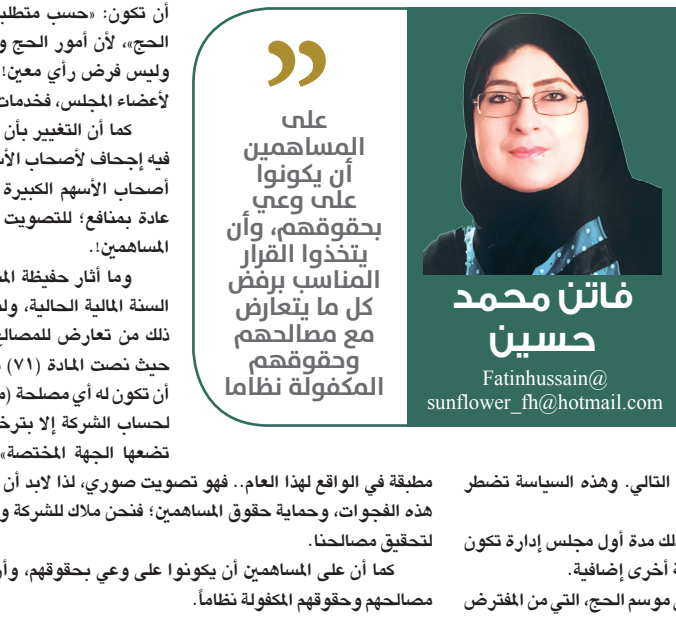 فاتن محمد
حسين
Fatinhussain@
sunflower_fh@hotmail.com
على
المساهمين
أن يكونوا
على وعي
بحقوقهم، وأن
يتخذوا القرار
المناسب برفض
كل ما يتعارض
مع مصالحهم
وحقوقهم
المكفولة نظاما
التالي. وهذه السياسة تضطر
لك مدة أول مجلس إدارة تكون
ة أخرى إضافية.
موسم الحج، التي من المفترض
أن تكون: «حسب متطلب
الحج»، لأن أمور الحج و
وليس فرض رأي معين!
لأعضاء المجلس، فخدمات
كما أن التغيير بأن
فيه إجحاف لأصحاب الأس
أصحاب الأسهم الكبيرة
عادة بمنافع؛ للتصويت
المساهمين!.
وما أثار حفيظة الم
السنة المالية الحالية، ول
ذلك من تعارض للمصالح
حيث نصت المادة (٧١)
أن تكون له أي مصلحة (م
لحساب الشركة إلا بترخ
تضعها الجهة المختصة»
مطبقة في الواقع لهذا العام.. فهو تصويت صوري، لذا لابد أن
هذه الفجوات، وحماية حقوق المساهمين؛ فنحن ملاك للشركة و
لتحقيق مصالحنا.
كما أن على المساهمين أن يكونوا على وعي بحقوقهم، وأن
مصالحهم وحقوقهم المكفولة نظاماً.